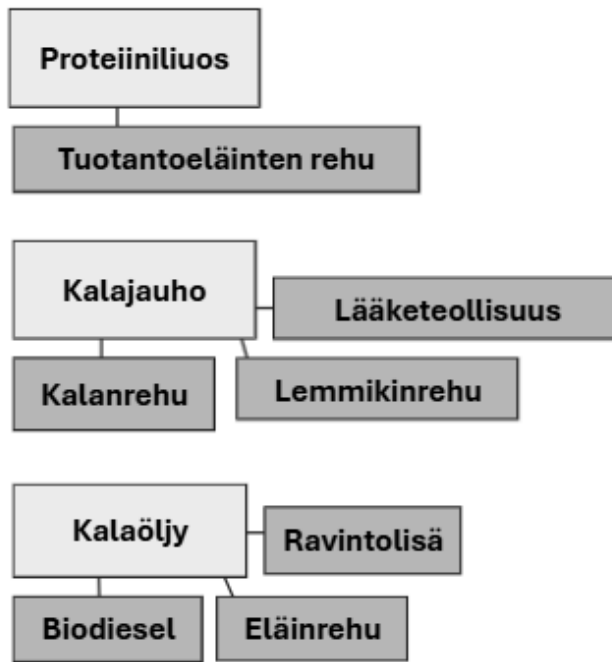 Proteiiniliuos
Tuotantoeläinten rehu
Kalajauho
Lääketeollisuus
Kalanrehu
Lemmikinrehu
Kalaöljy
Ravintolisä
Biodiesel
Eläinrehu